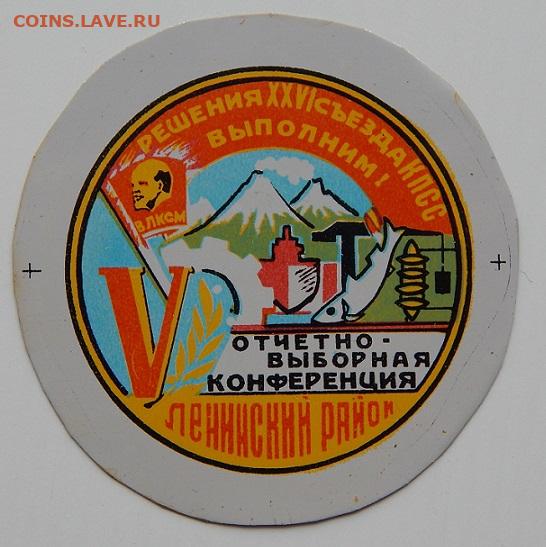 COINS.LAVE.RU
РЕШЕНИЯ XXVI СЪЕЗДА КПСС
ВЫПОЛНИМ!
ВЛКСМ
V
ОТЧЕТНО-
ВЫБОРНАЯ
КОНФЕРЕНЦИЯ
ЛЕНИНСКИЙ РАЙОН